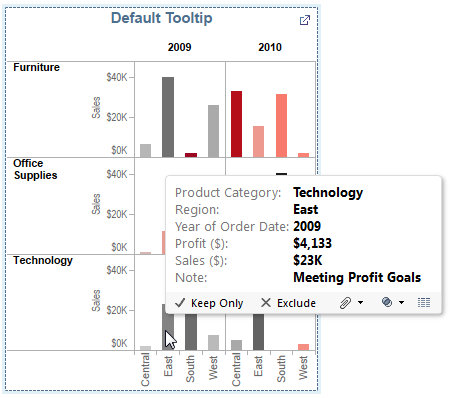 Default Tooltip
2009 2010
Furniture
$40K
$20K
$0K
Sales
Office
Supplies
$40K
$20K
$0K
Sales
Product Category: Technology
Region: East
Year of Order Date: 2009
Profit ($): $4,133
Sales ($): $23K
Note: Meeting Profit Goals
Keep Only Exclude
Technology
$40K
$20K
$0K
Sales
Central East South West Central East South West